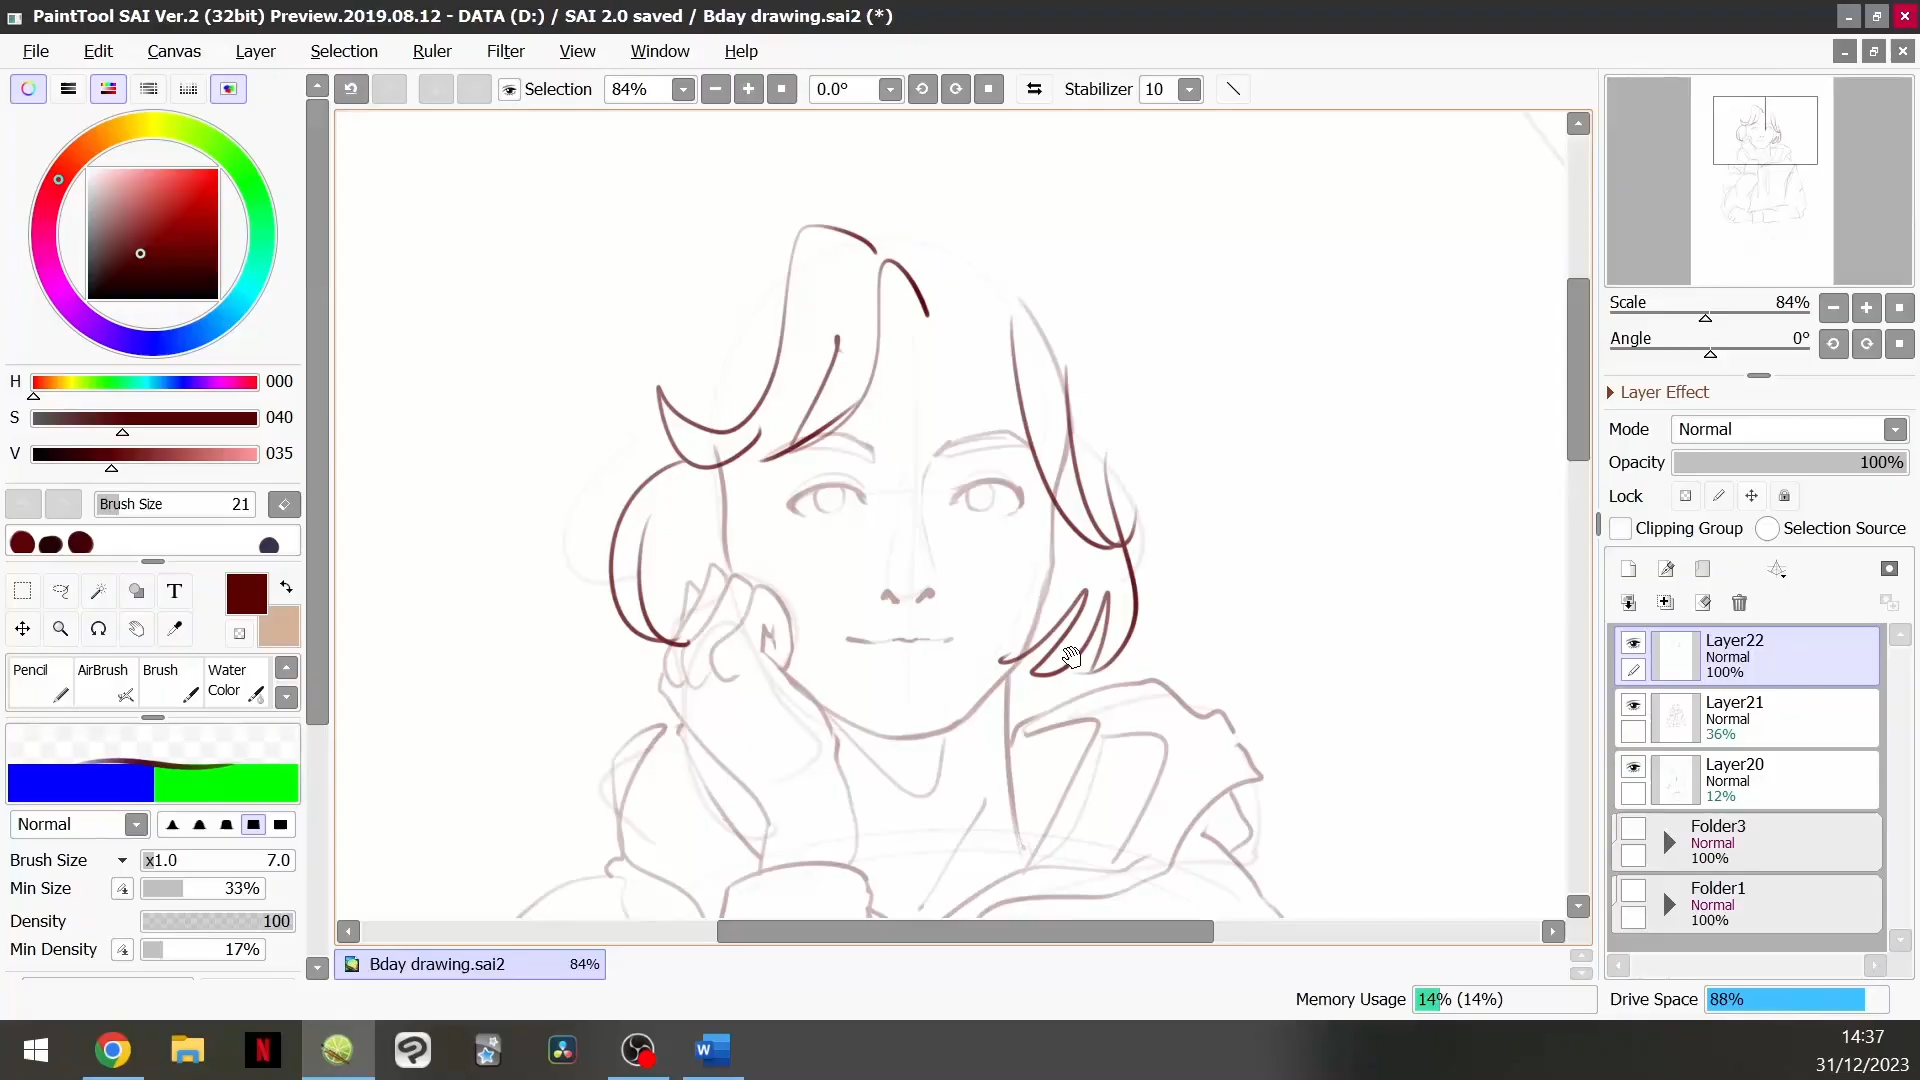 PaintTool SAI Ver.2 (32bit) Preview.2019.08.12 - DATA (D:) / SAI 2.0 saved / Bday drawing.sai2 (*)
File Edit Canvas Layer Selection Ruler Filter View Window Help
Selection 84% 0.0° Stabilizer 10
Scale 84%
Angle 0°
H 000
S 040
V 035
Layer Effect
Mode Normal
Opacity 100%
Lock
Clipping Group Selection Source
Brush Size 21
T
Pencil AirBrush Brush Water Color
Normal
Brush Size x1.0 7.0
Min Size 33%
Density 100
Min Density 17%
Layer22
Normal
100%
Layer21
Normal
36%
Layer20
Normal
12%
Folder3
Normal
100%
Folder1
Normal
100%
Bday drawing.sai2 84%
Memory Usage 14% (14%) Drive Space 88%
N
W
14:37
31/12/2023